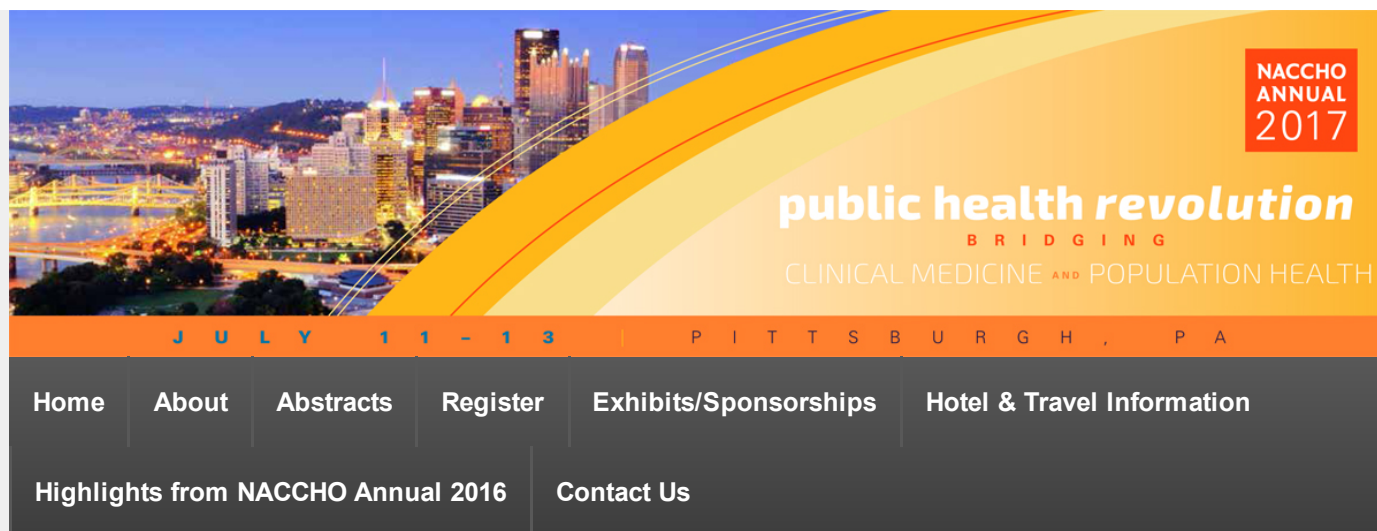 NACCHO
ANNUAL
2017
public health revolution
BRIDGING
CLINICAL MEDICINE AND POPULATION HEALTH
JULY 11-13 | PITTSBURGH, PA
Home About Abstracts Register Exhibits/Sponsorships Hotel & Travel Information
Highlights from NACCHO Annual 2016 Contact Us